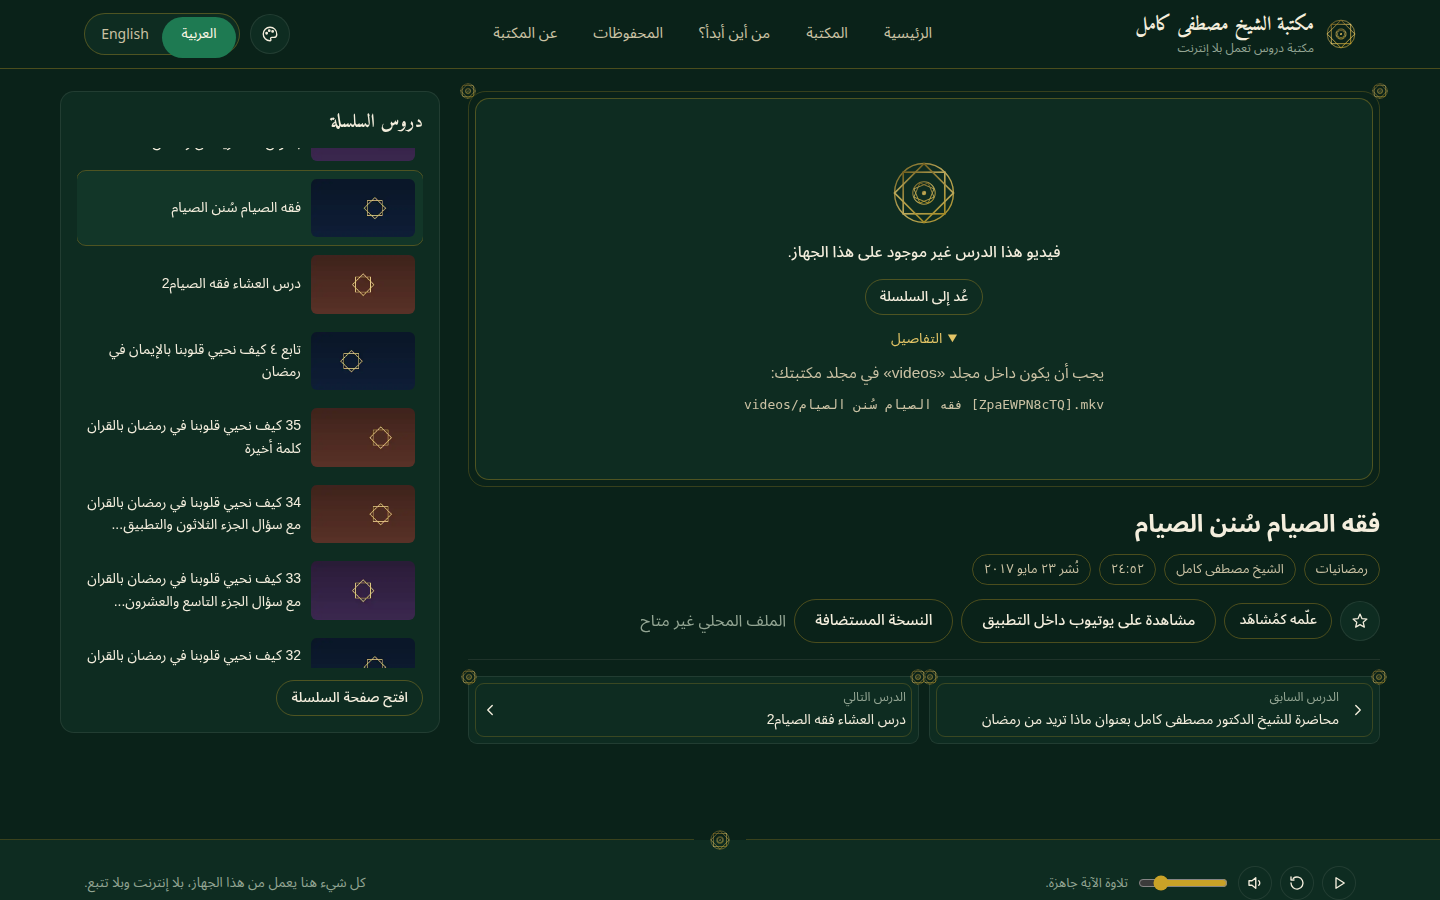 مكتبة الشيخ مصطفى كامل
مكتبة دروس تعمل بلا إنترنت
الرئيسية
المكتبة
من أين أبدأ؟
المحفوظات
عن المكتبة
العربية
English
فيديو هذا الدرس غير موجود على هذا الجهاز.
عُد إلى السلسلة
▼ التفاصيل
يجب أن يكون داخل مجلد «videos» في مجلد مكتبتك:
videos/فقه الصيام سُنن الصيام [ZpaEWPN8cTQ].mkv
فقه الصيام سُنن الصيام
رمضانيات
الشيخ مصطفى كامل
٢٤:٥٢
نُشر ٢٣ مايو ٢٠١٧
علّمه كمُشاهَد
مشاهدة على يوتيوب داخل التطبيق
النسخة المستضافة
الملف المحلي غير متاح
الدرس السابق
محاضرة للشيخ الدكتور مصطفى كامل بعنوان ماذا تريد من رمضان
الدرس التالي
درس العشاء فقه الصيام2
دروس السلسلة
فقه الصيام سُنن الصيام
درس العشاء فقه الصيام2
تابع ٤ كيف نحيي قلوبنا بالإيمان في
رمضان
35 كيف نحيي قلوبنا في رمضان بالقران
كلمة أخيرة
34 كيف نحيي قلوبنا في رمضان بالقران
مع سؤال الجزء الثلاثون والتطبيق...
33 كيف نحيي قلوبنا في رمضان بالقران
مع سؤال الجزء التاسع والعشرون...
32 كيف نحيي قلوبنا في رمضان بالقران
افتح صفحة السلسلة
تلاوة الآية جاهزة.
كل شيء هنا يعمل من هذا الجهاز، بلا إنترنت وبلا تتبع.